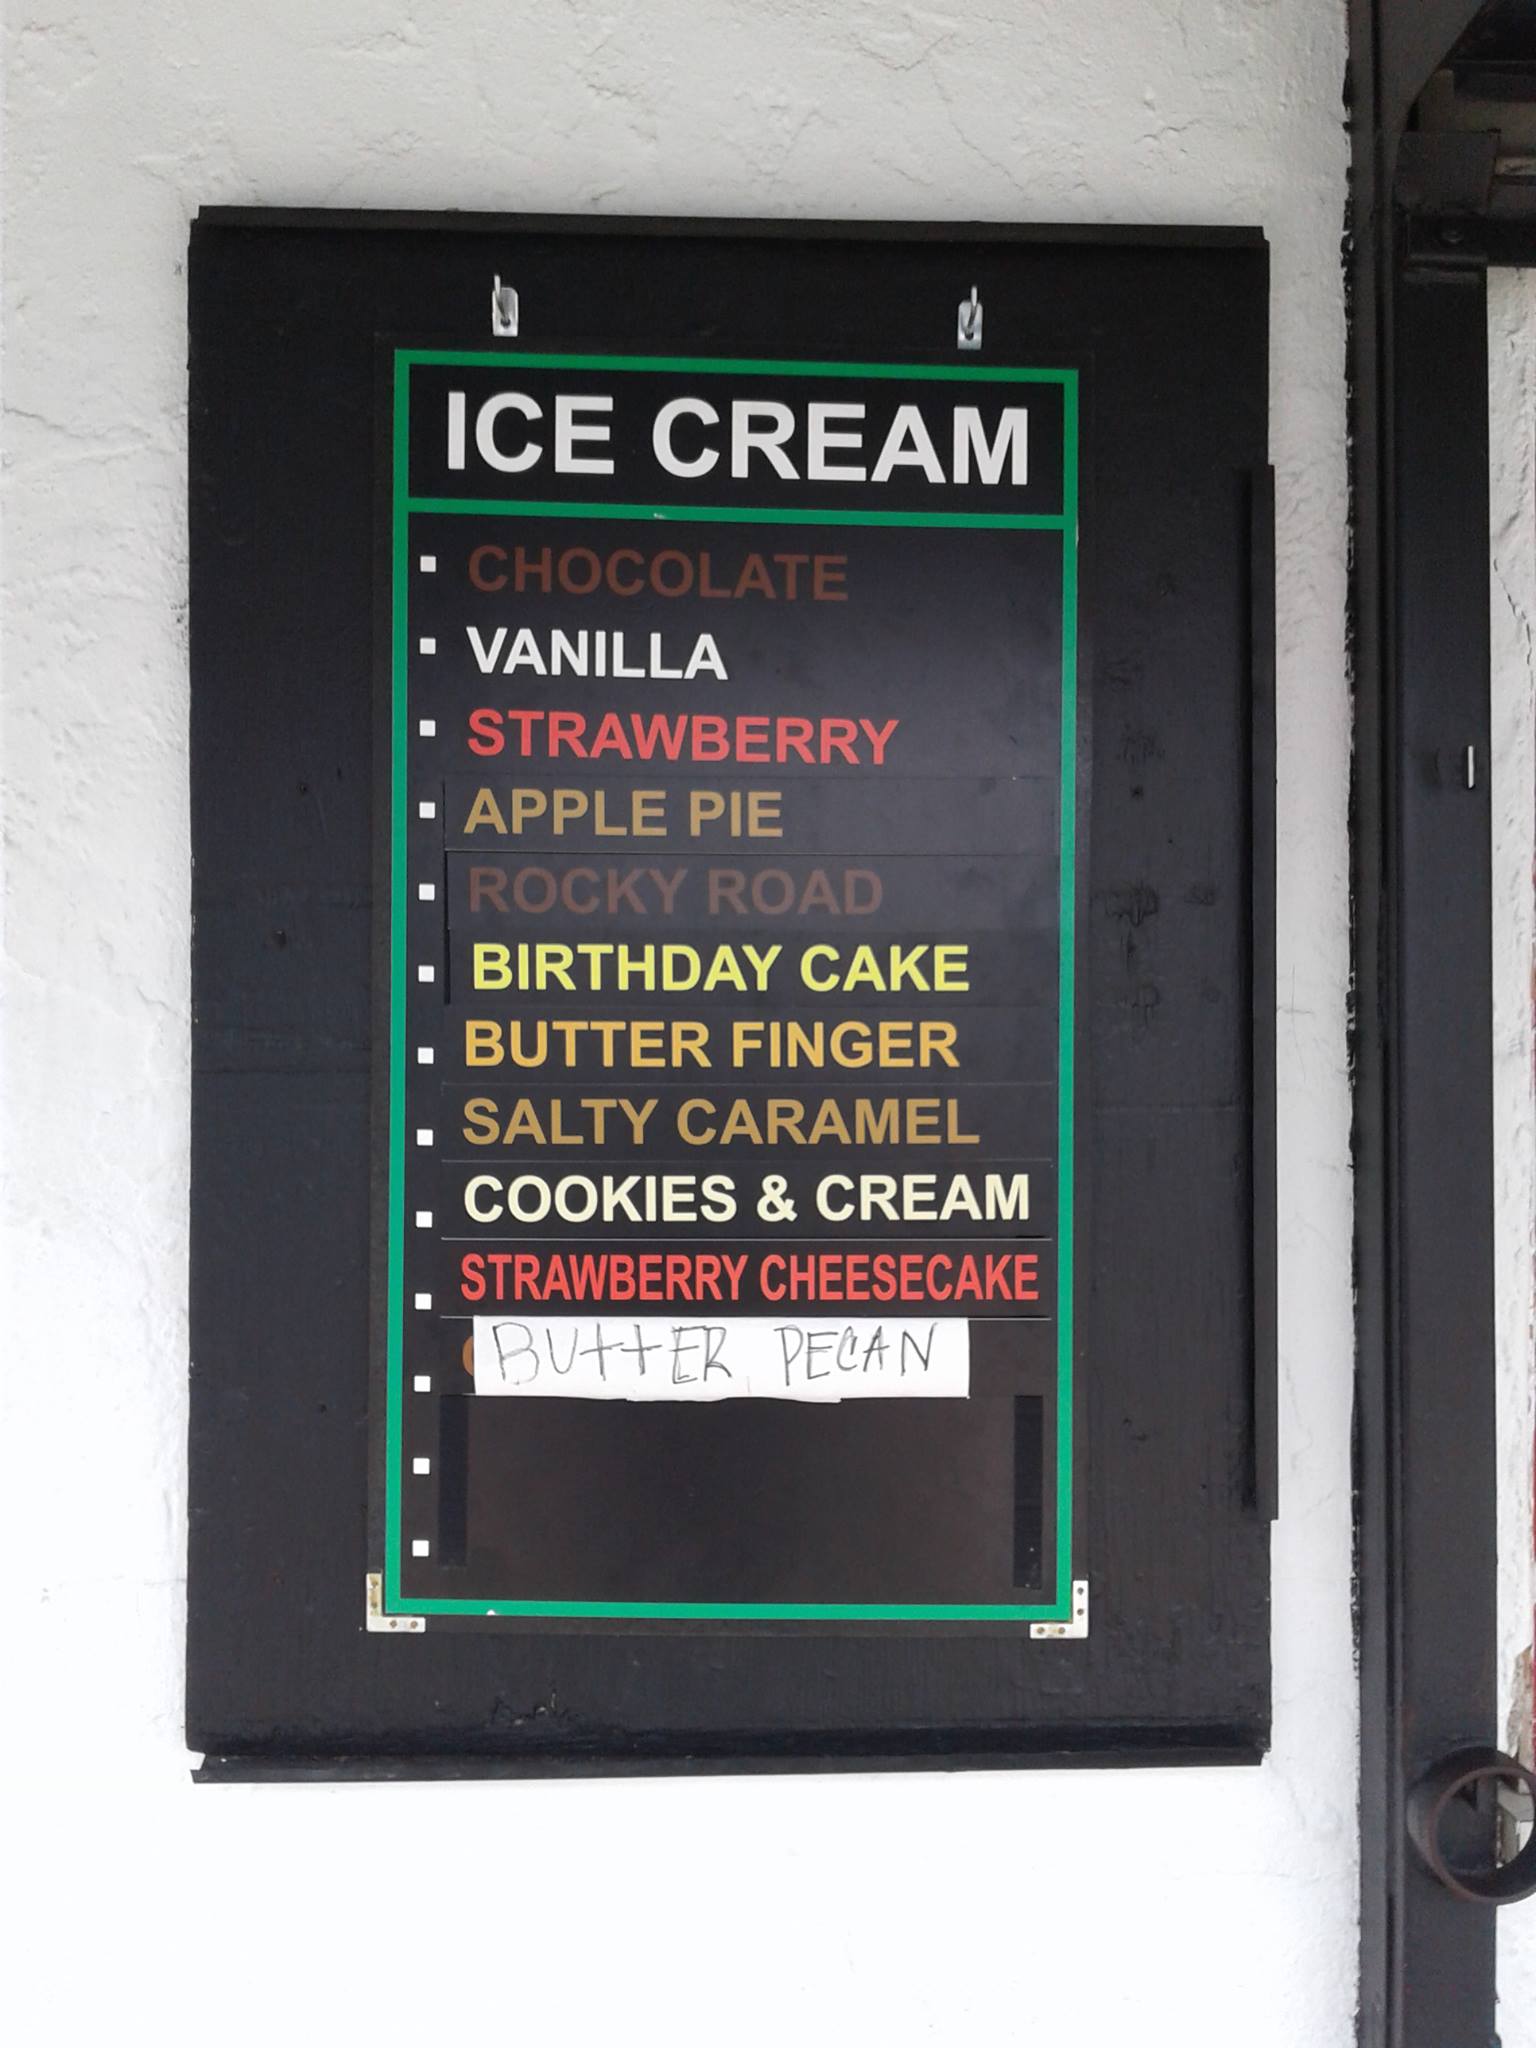 ICE CREAM
CHOCOLATE
VANILLA
STRAWBERRY
APPLE PIE
ROCKY ROAD
BIRTHDAY CAKE
BUTTER FINGER
SALTY CARAMEL
COOKIES & CREAM
STRAWBERRY CHEESECAKE
BUttER PECAN